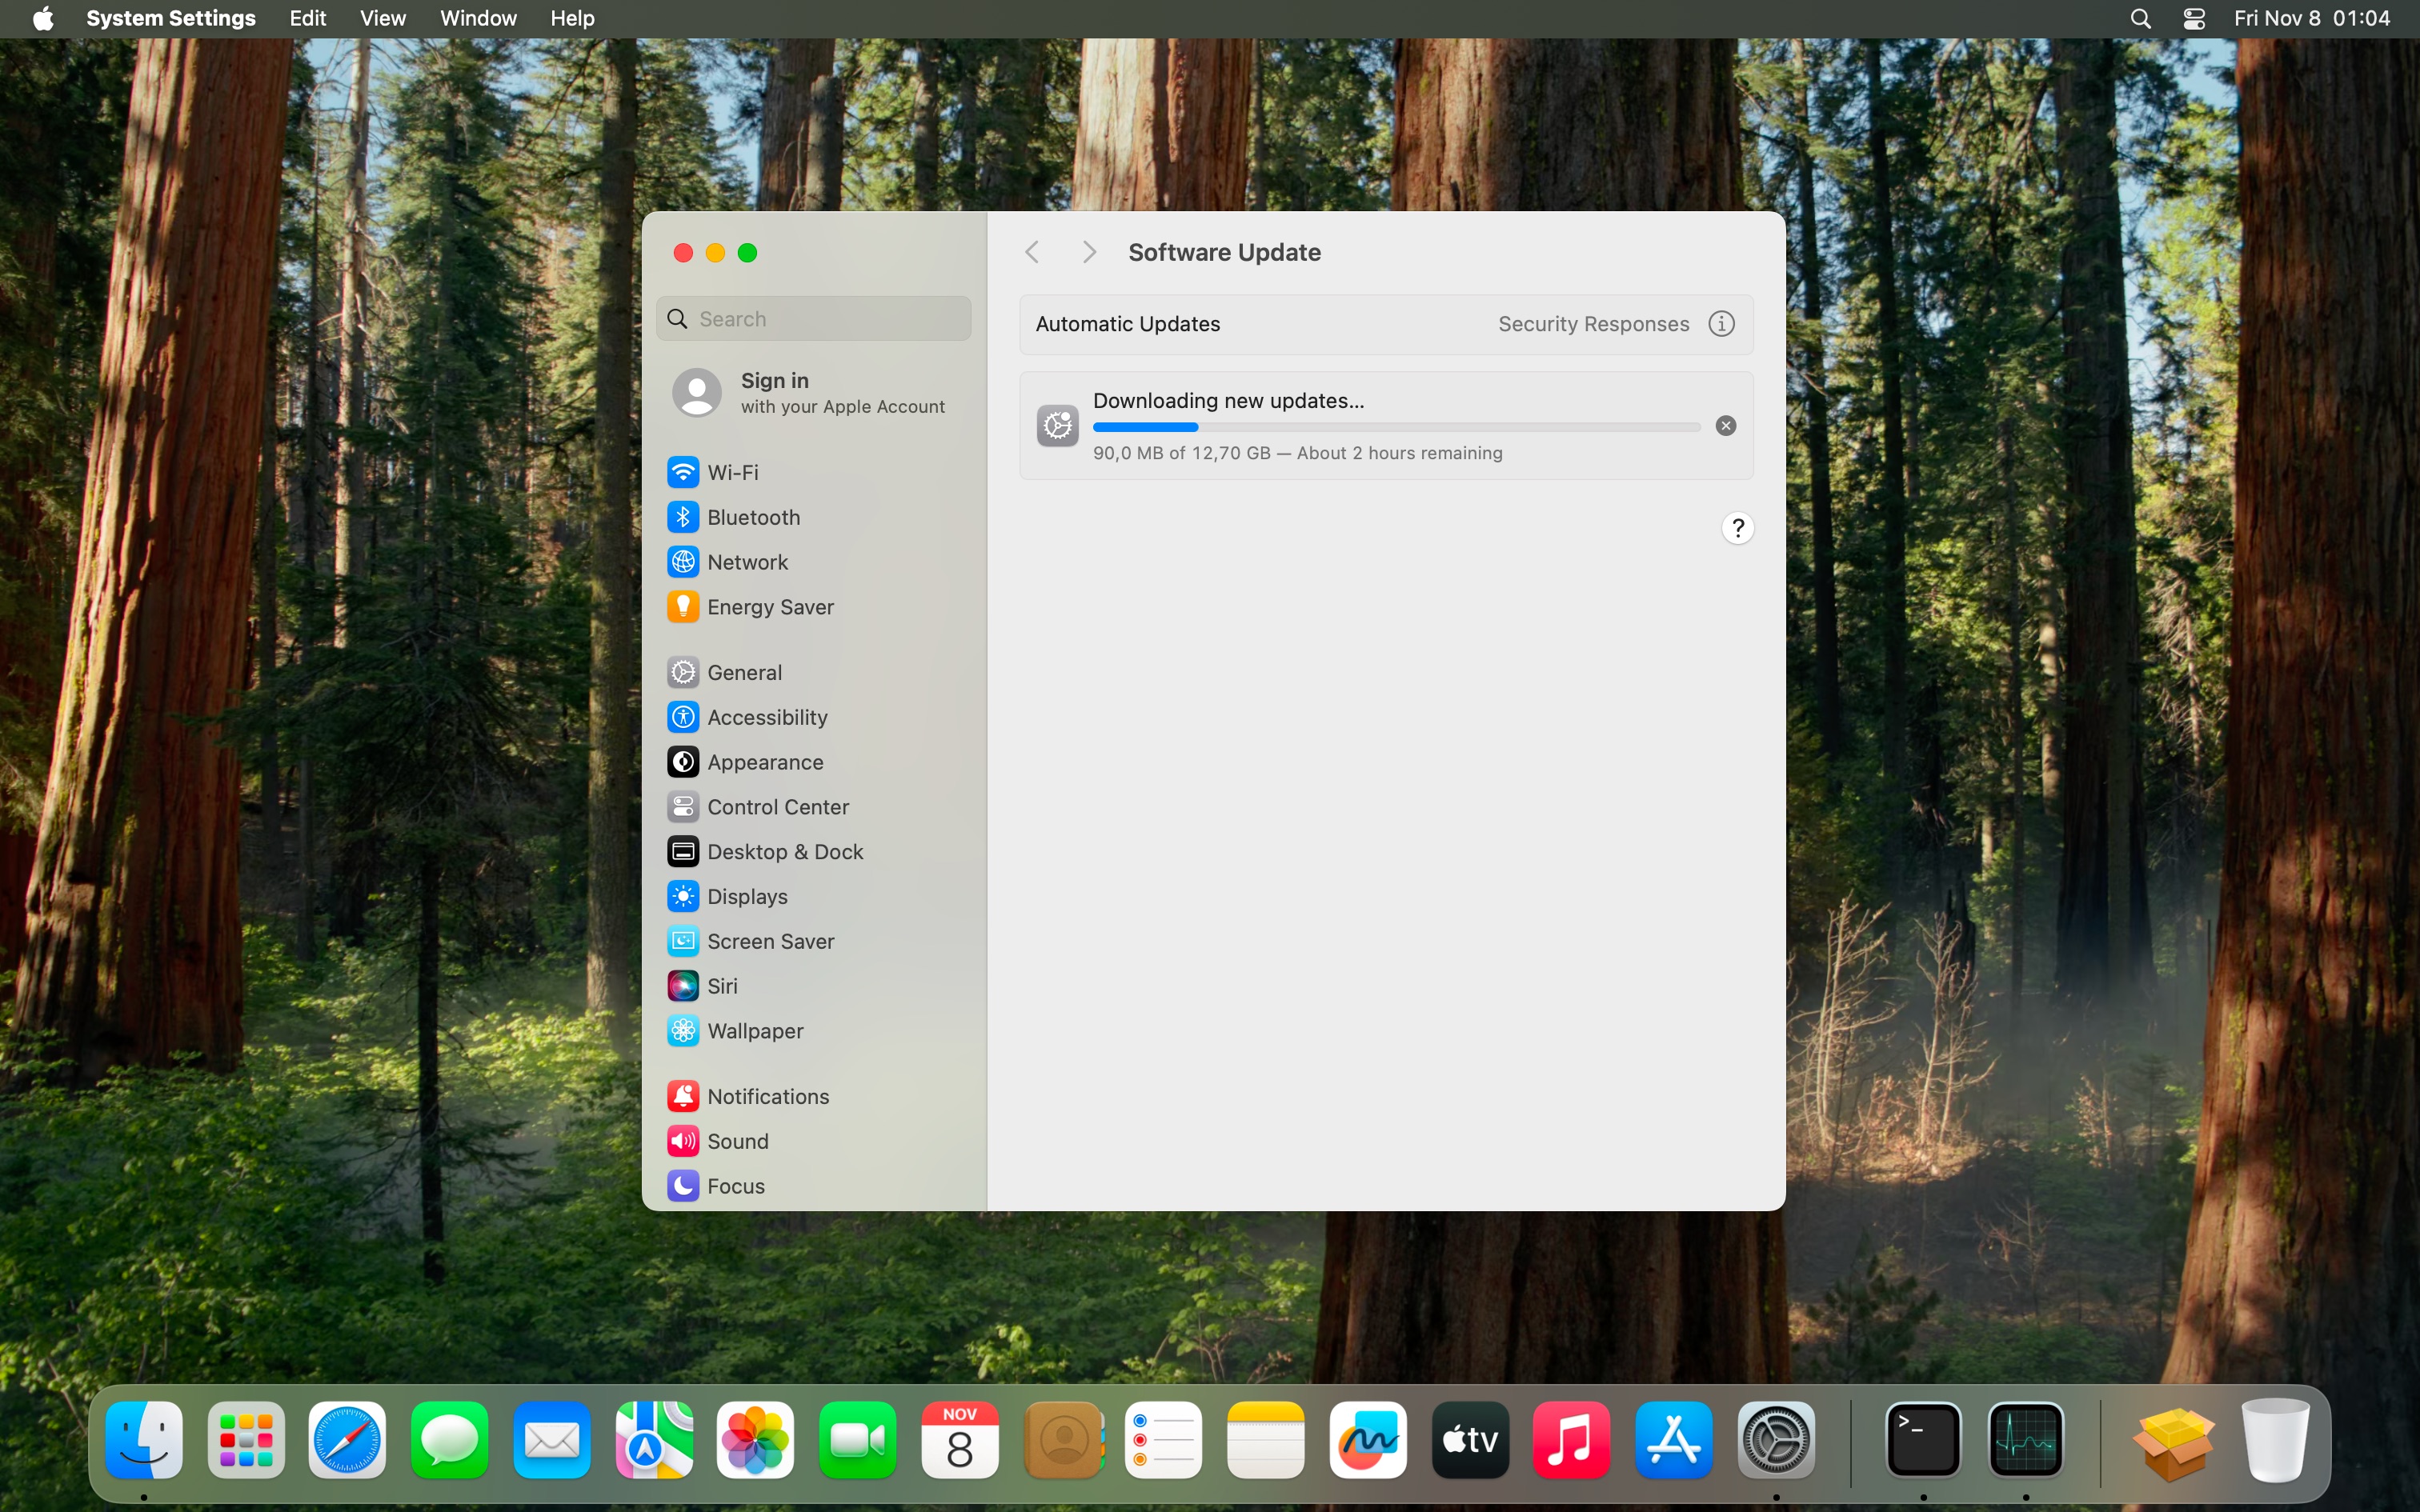 System Settings Edit View Window Help Fri Nov 8 01:04
Search
Sign in
with your Apple Account
Wi-Fi
Bluetooth
Network
Energy Saver
General
Accessibility
Appearance
Control Center
Desktop & Dock
Displays
Screen Saver
Siri
Wallpaper
Notifications
Sound
Focus
Software Update
Automatic Updates Security Responses
Downloading new updates...
90,0 MB of 12,70 GB — About 2 hours remaining
?
NOV
8
tv
>_